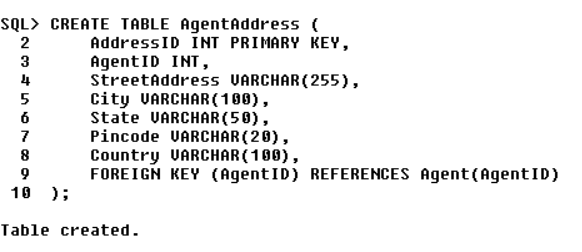 SQL> CREATE TABLE AgentAddress (
2 AddressID INT PRIMARY KEY,
3 AgentID INT,
4 StreetAddress VARCHAR(255),
5 City VARCHAR(100),
6 State VARCHAR(50),
7 Pincode VARCHAR(20),
8 Country VARCHAR(100),
9 FOREIGN KEY (AgentID) REFERENCES Agent(AgentID)
10 );
Table created.